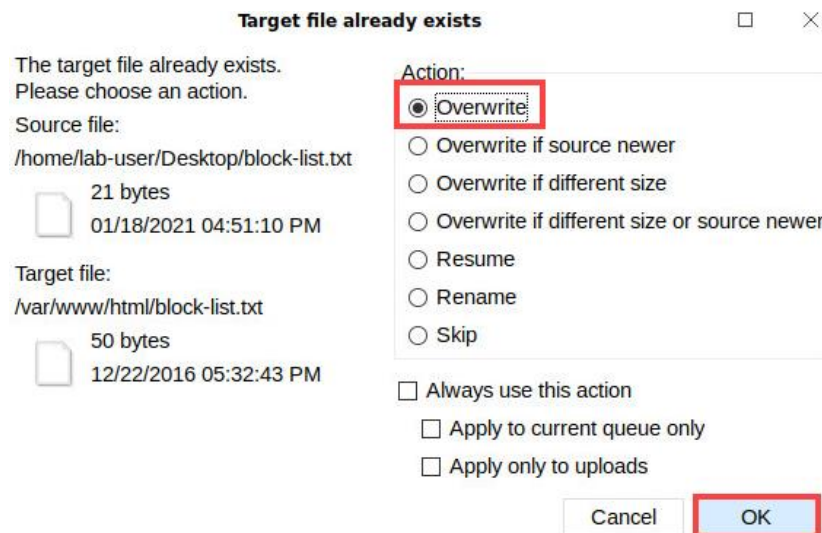 Target file already exists
The target file already exists.
Please choose an action.
Source file:
/home/lab-user/Desktop/block-list.txt
21 bytes
01/18/2021 04:51:10 PM
Target file:
/var/www/html/block-list.txt
50 bytes
12/22/2016 05:32:43 PM
Action:
Overwrite
Overwrite if source newer
Overwrite if different size
Overwrite if different size or source newer
Resume
Rename
Skip
Always use this action
Apply to current queue only
Apply only to uploads
Cancel
OK